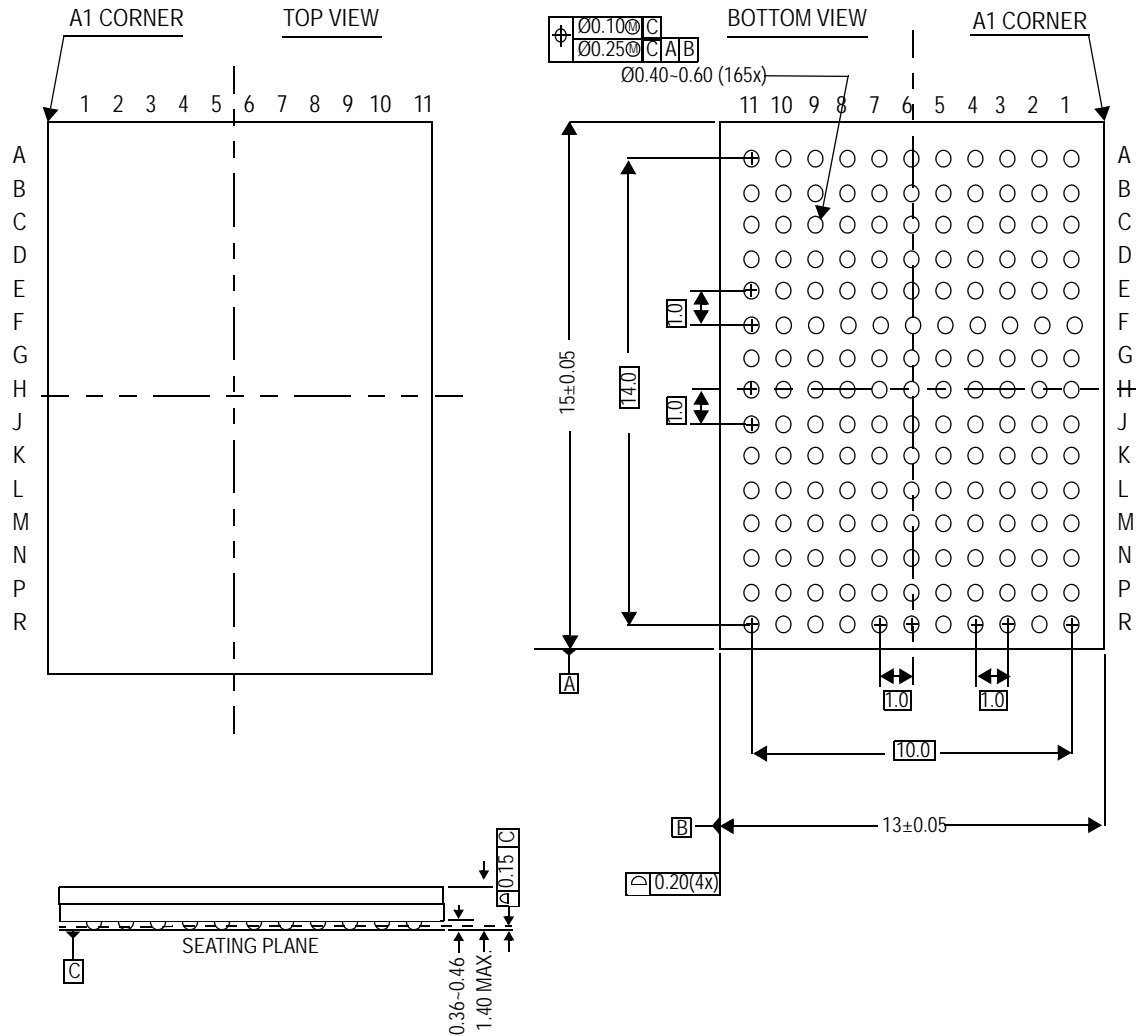 A1 CORNER TOP VIEW
1 2 3 4 5 6 7 8 9 10 11
A
B
C
D
E
F
G
H
J
K
L
M
N
P
R
Ø0.10Ⓜ C
Ø0.25Ⓜ C A B
Ø0.40~0.60 (165x)
BOTTOM VIEW A1 CORNER
11 10 9 8 7 6 5 4 3 2 1
A
B
C
D
E
F
G
H
J
K
L
M
N
P
R
1.0
1.0
14.0
15±0.05
A
1.0 1.0
10.0
B 13±0.05
0.20(4x)
0.15 C
SEATING PLANE
C
0.36~0.46
1.40 MAX.